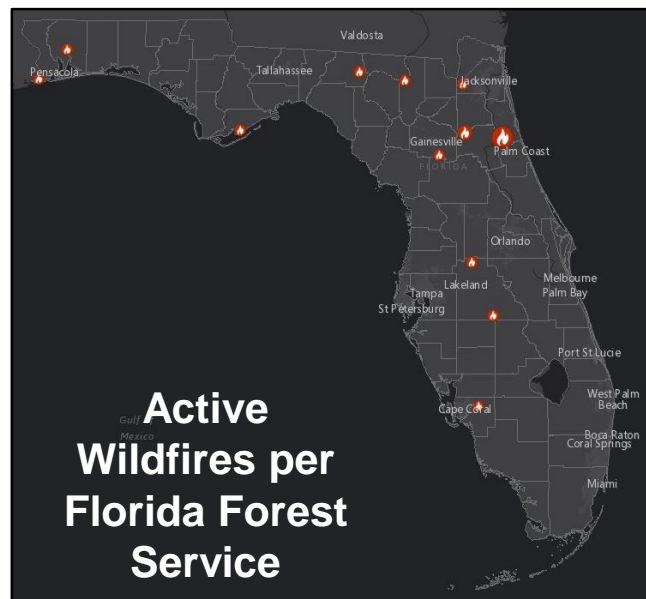 Valdosta
Pensacola
Tallahassee
Jacksonville
Gainesville
Palm Coast
FLORIDA
Orlando
Melbourne
Lakeland
Palm Bay
Tampa
St Petersburg
Port St Lucie
West Palm
Beach
Cape Coral
Gulf of
Mexico
Boca Raton
Coral Springs
Miami
Active
Wildfires per
Florida Forest
Service